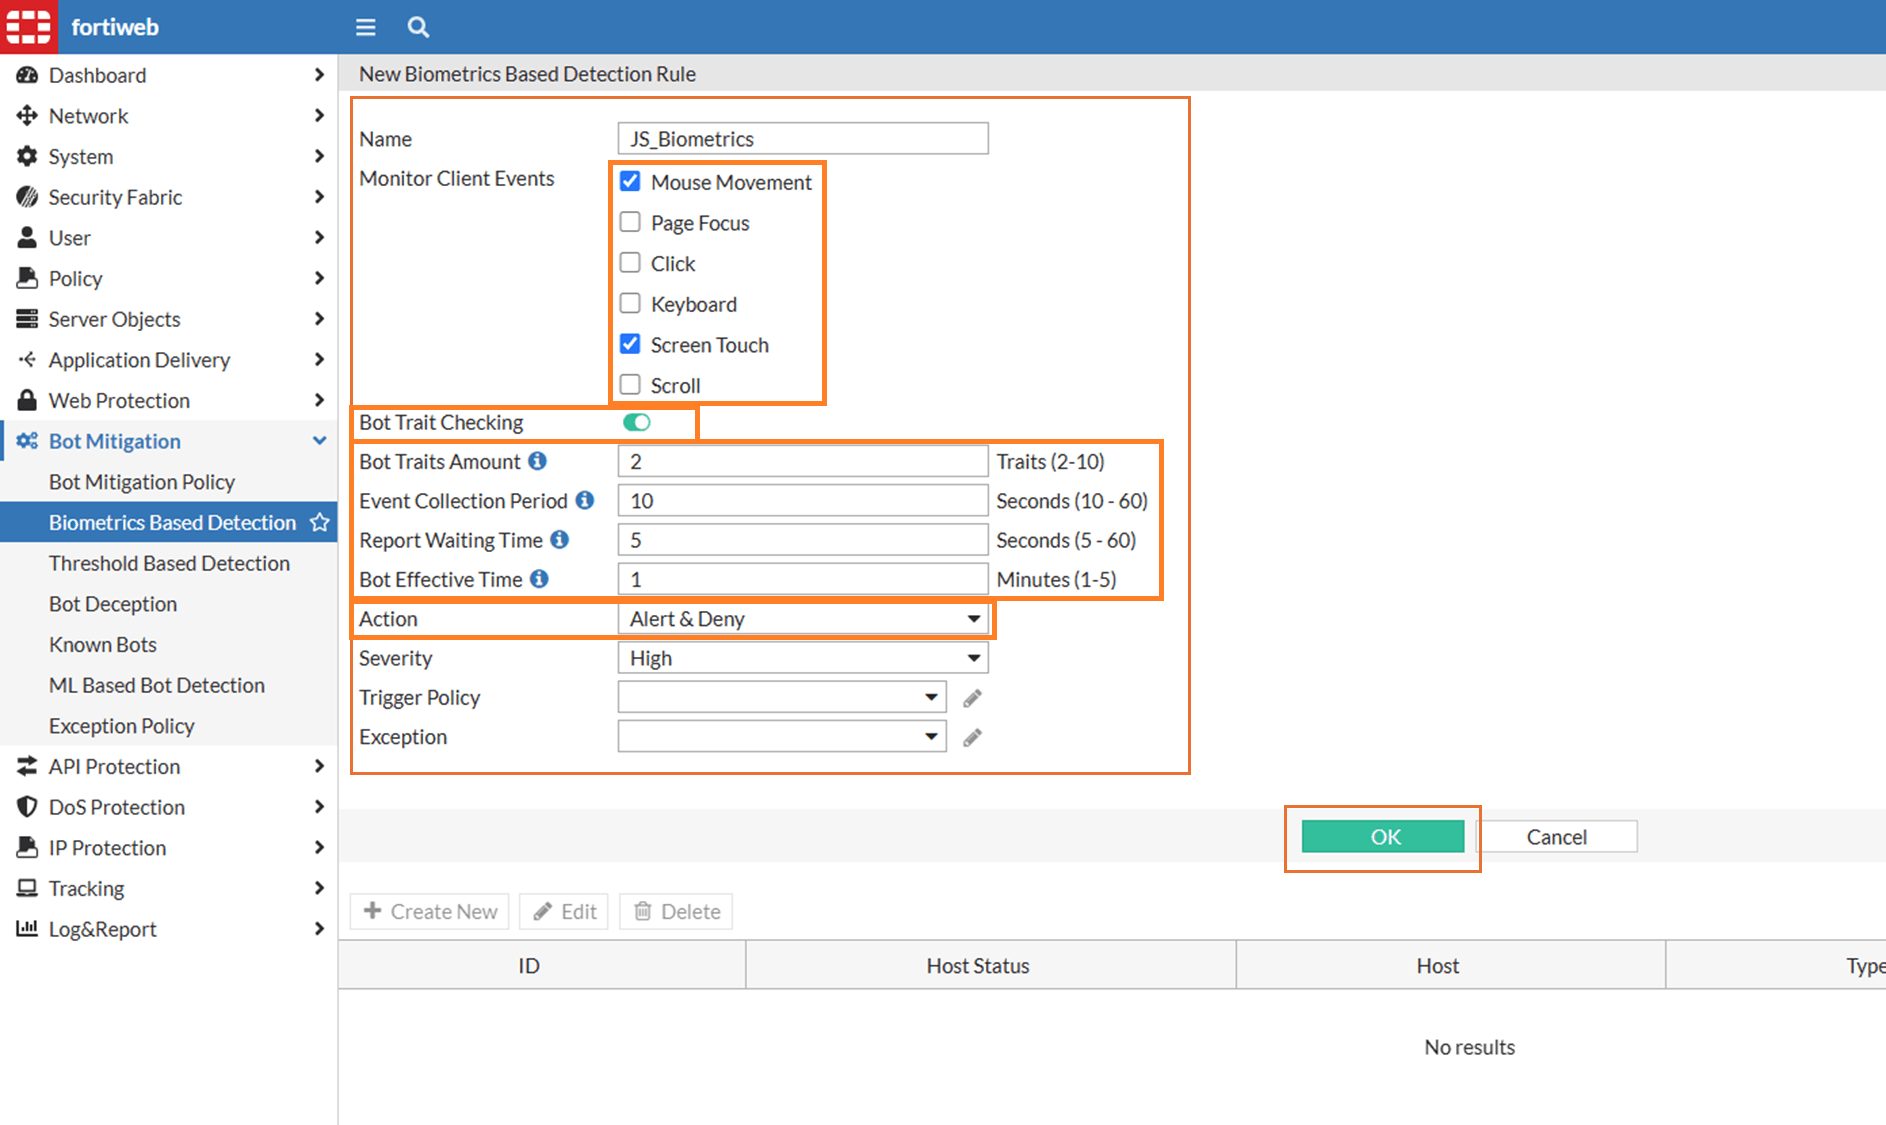 fortiweb
Dashboard
Network
System
Security Fabric
User
Policy
Server Objects
Application Delivery
Web Protection
Bot Mitigation
Bot Mitigation Policy
Biometrics Based Detection
Threshold Based Detection
Bot Deception
Known Bots
ML Based Bot Detection
Exception Policy
API Protection
DoS Protection
IP Protection
Tracking
Log&Report
New Biometrics Based Detection Rule
Name JS_Biometrics
Monitor Client Events Mouse Movement
Page Focus
Click
Keyboard
Screen Touch
Scroll
Bot Trait Checking
Bot Traits Amount 2 Traits (2-10)
Event Collection Period 10 Seconds (10 - 60)
Report Waiting Time 5 Seconds (5 - 60)
Bot Effective Time 1 Minutes (1-5)
Action Alert & Deny
Severity High
Trigger Policy
Exception
OK Cancel
Create New Edit Delete
ID Host Status Host Type
No results